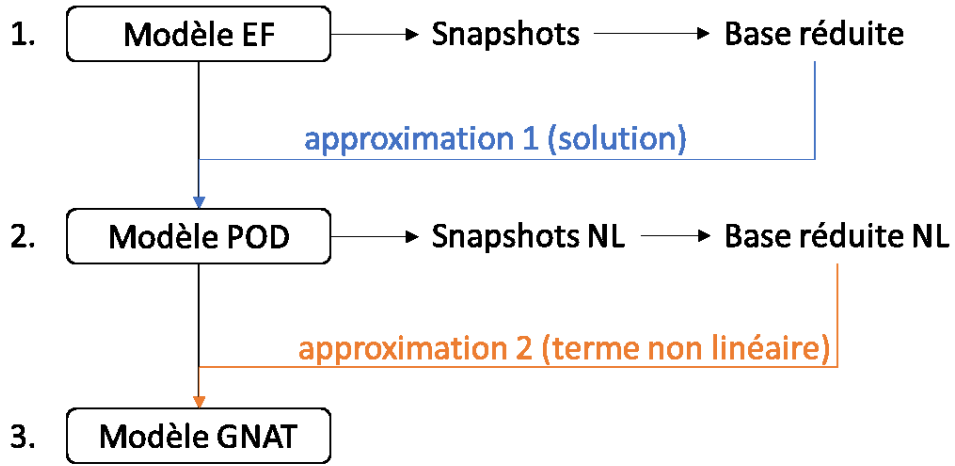 1. Modèle EF Snapshots Base réduite
approximation 1 (solution)
2. Modèle POD Snapshots NL Base réduite NL
approximation 2 (terme non linéaire)
3. Modèle GNAT